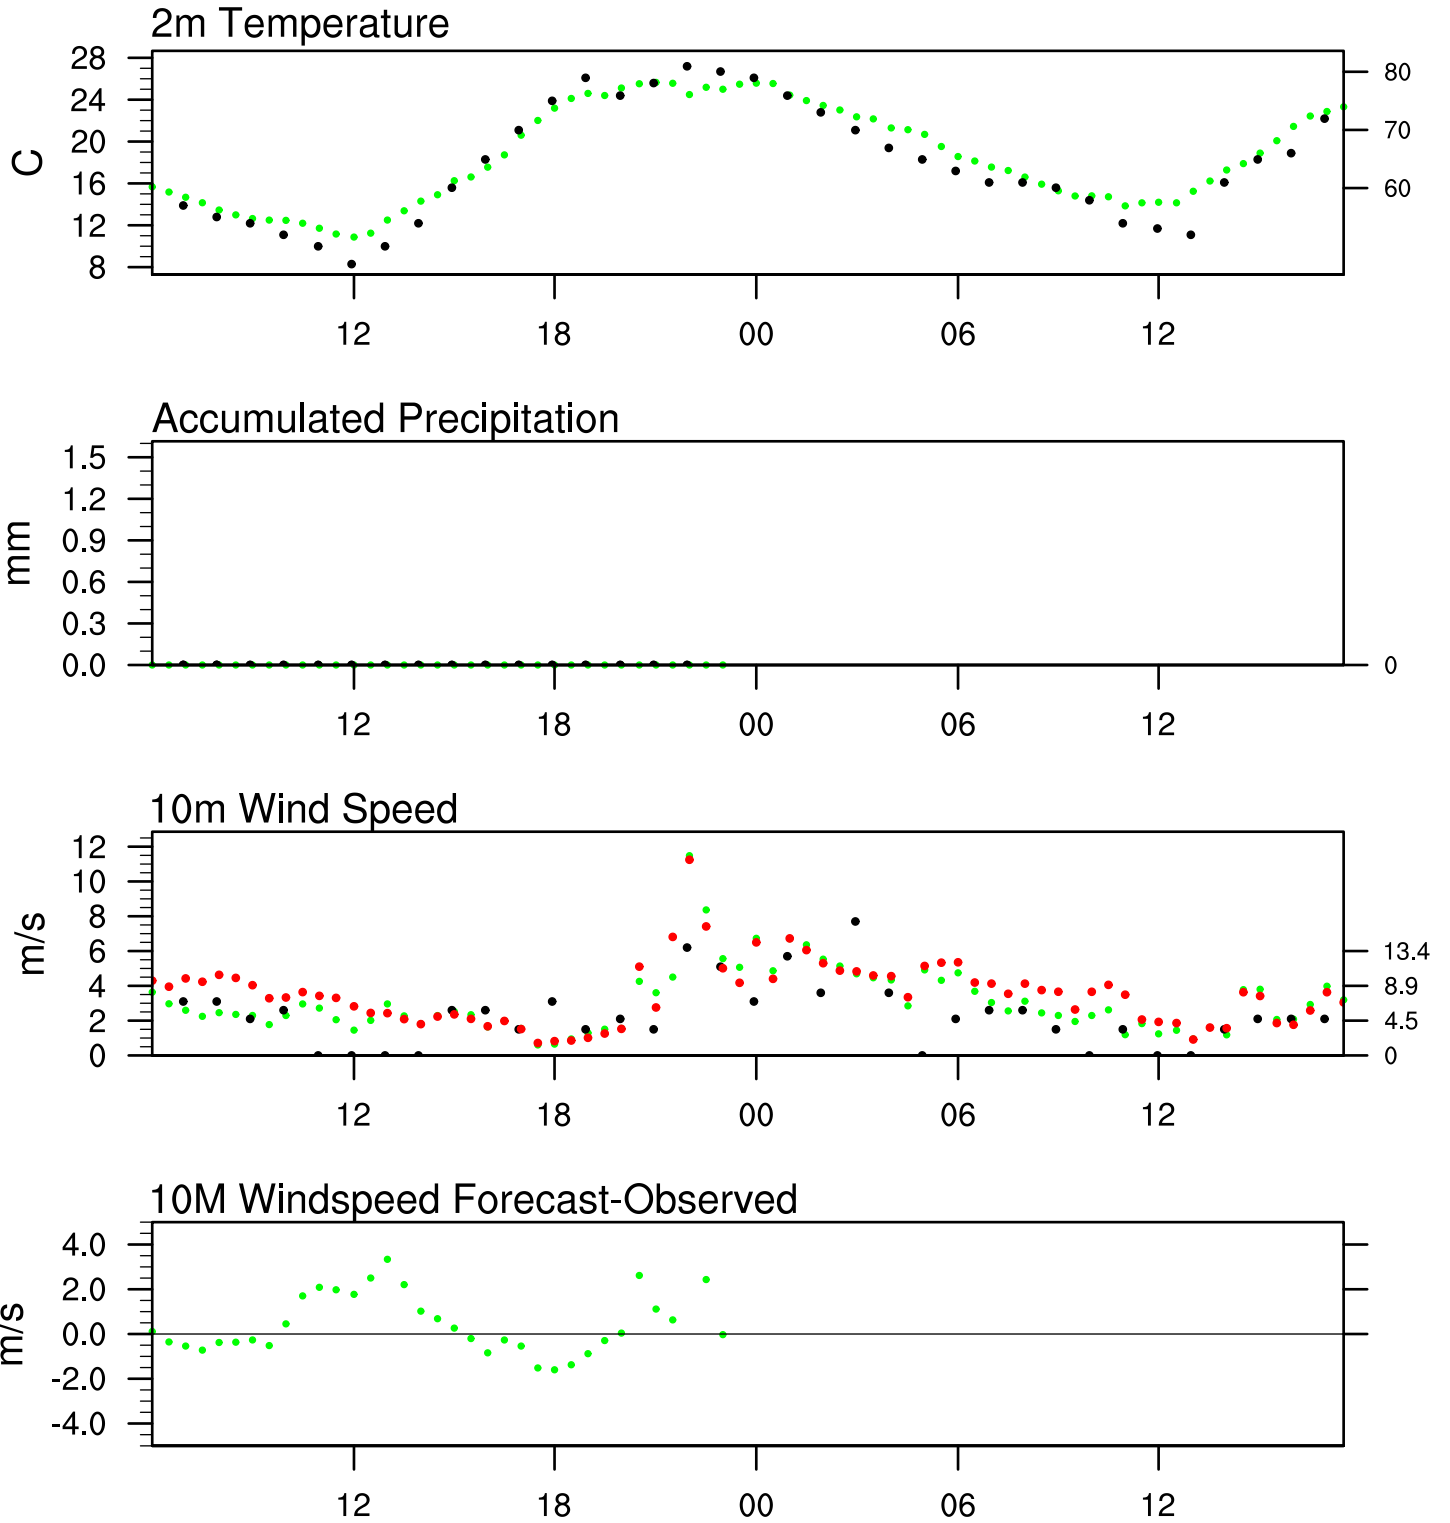 2m Temperature
28 80
24
20 70
C
16 60
12
8
12 18 00 06 12
Accumulated Precipitation
1.5
1.2
0.9
mm
0.6
0.3
0.0 0
12 18 00 06 12
10m Wind Speed
12
10
8
m/s
6 13.4
4 8.9
2 4.5
0 0
12 18 00 06 12
10M Windspeed Forecast-Observed
4.0
2.0
0.0
m/s
-2.0
-4.0
12 18 00 06 12